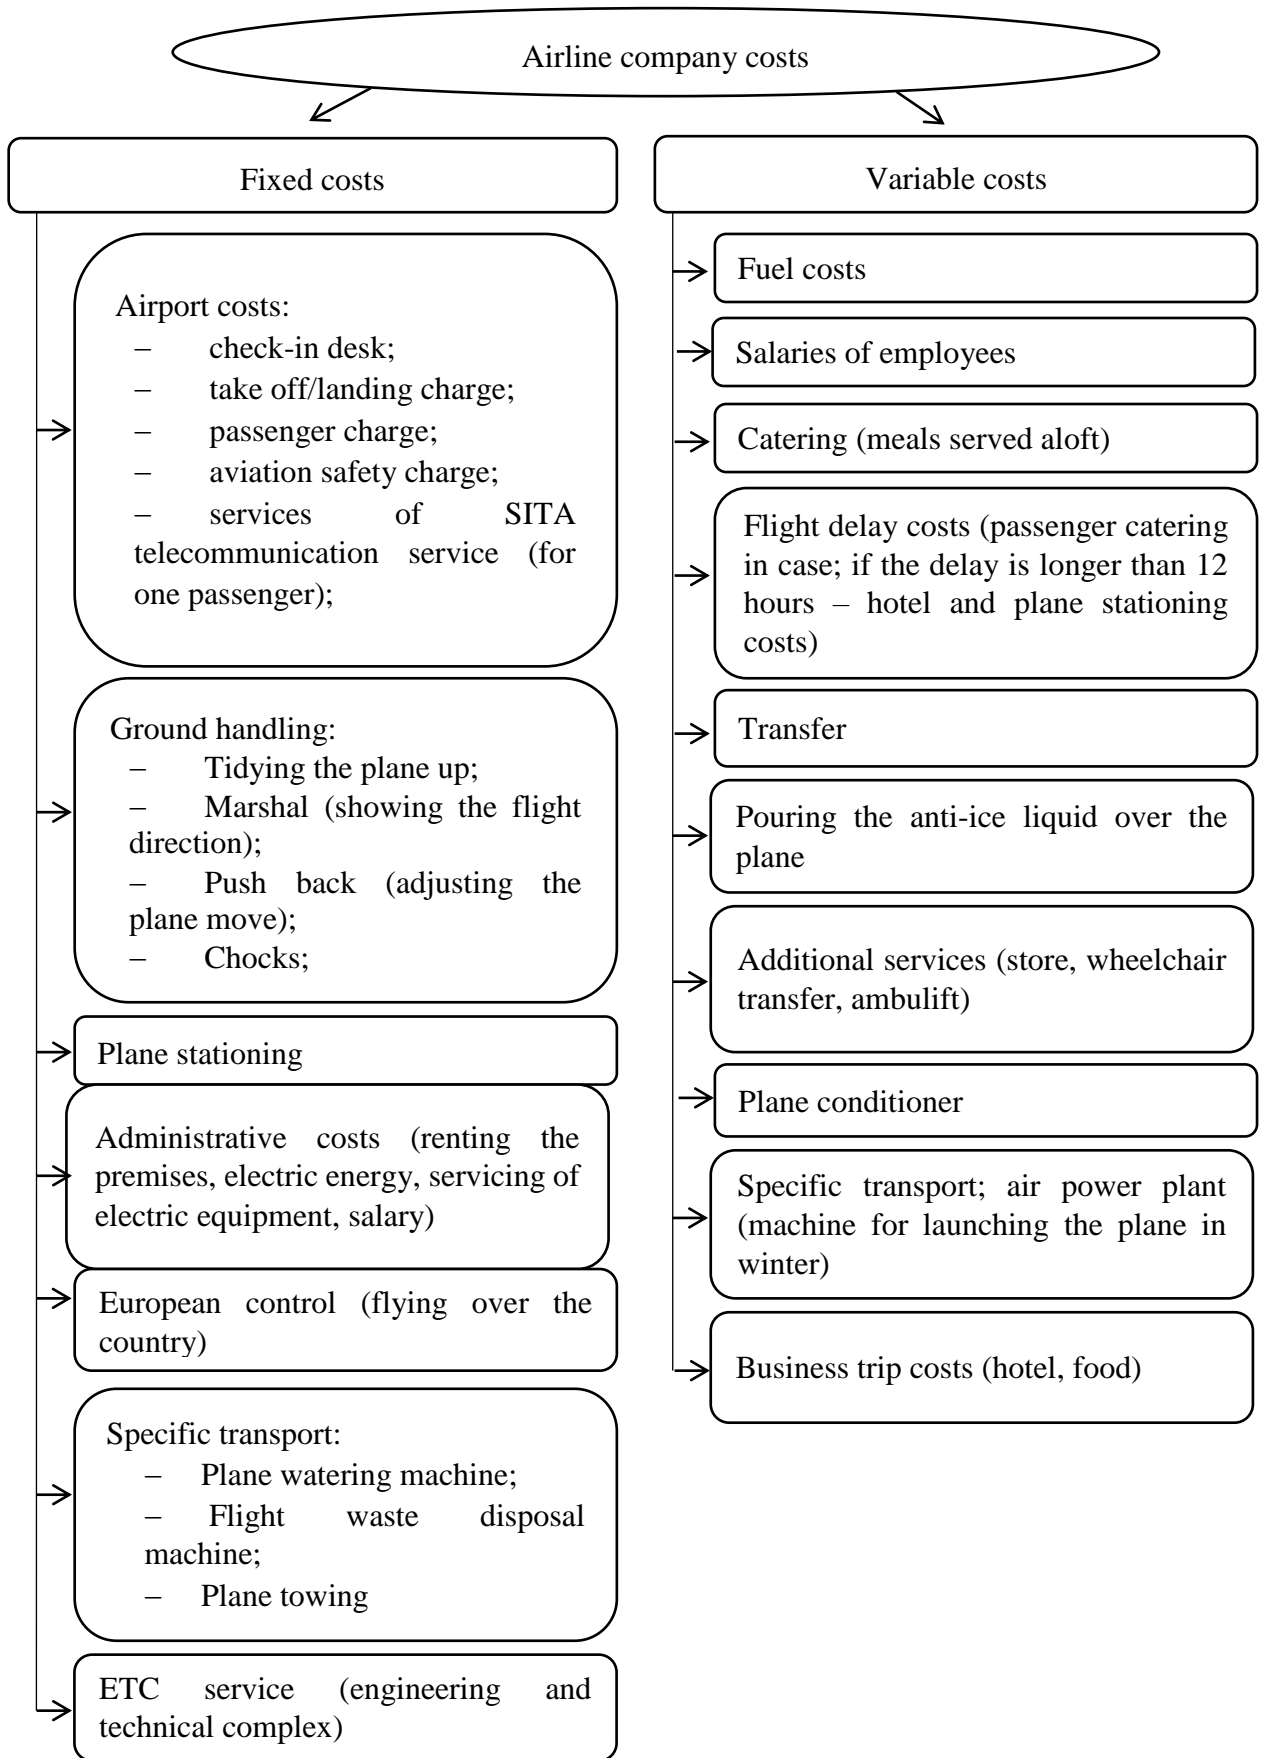 Airline company costs
Fixed costs
Airport costs:
– check-in desk;
– take off/landing charge;
– passenger charge;
– aviation safety charge;
– services of SITA
telecommunication service (for
one passenger);
Ground handling:
– Tidying the plane up;
– Marshal (showing the flight
direction);
– Push back (adjusting the
plane move);
– Chocks;
Plane stationing
Administrative costs (renting the
premises, electric energy, servicing of
electric equipment, salary)
European control (flying over the
country)
Specific transport:
– Plane watering machine;
– Flight waste disposal
machine;
– Plane towing
ETC service (engineering and
technical complex)
Variable costs
Fuel costs
Salaries of employees
Catering (meals served aloft)
Flight delay costs (passenger catering
in case; if the delay is longer than 12
hours – hotel and plane stationing
costs)
Transfer
Pouring the anti-ice liquid over the
plane
Additional services (store, wheelchair
transfer, ambulift)
Plane conditioner
Specific transport; air power plant
(machine for launching the plane in
winter)
Business trip costs (hotel, food)